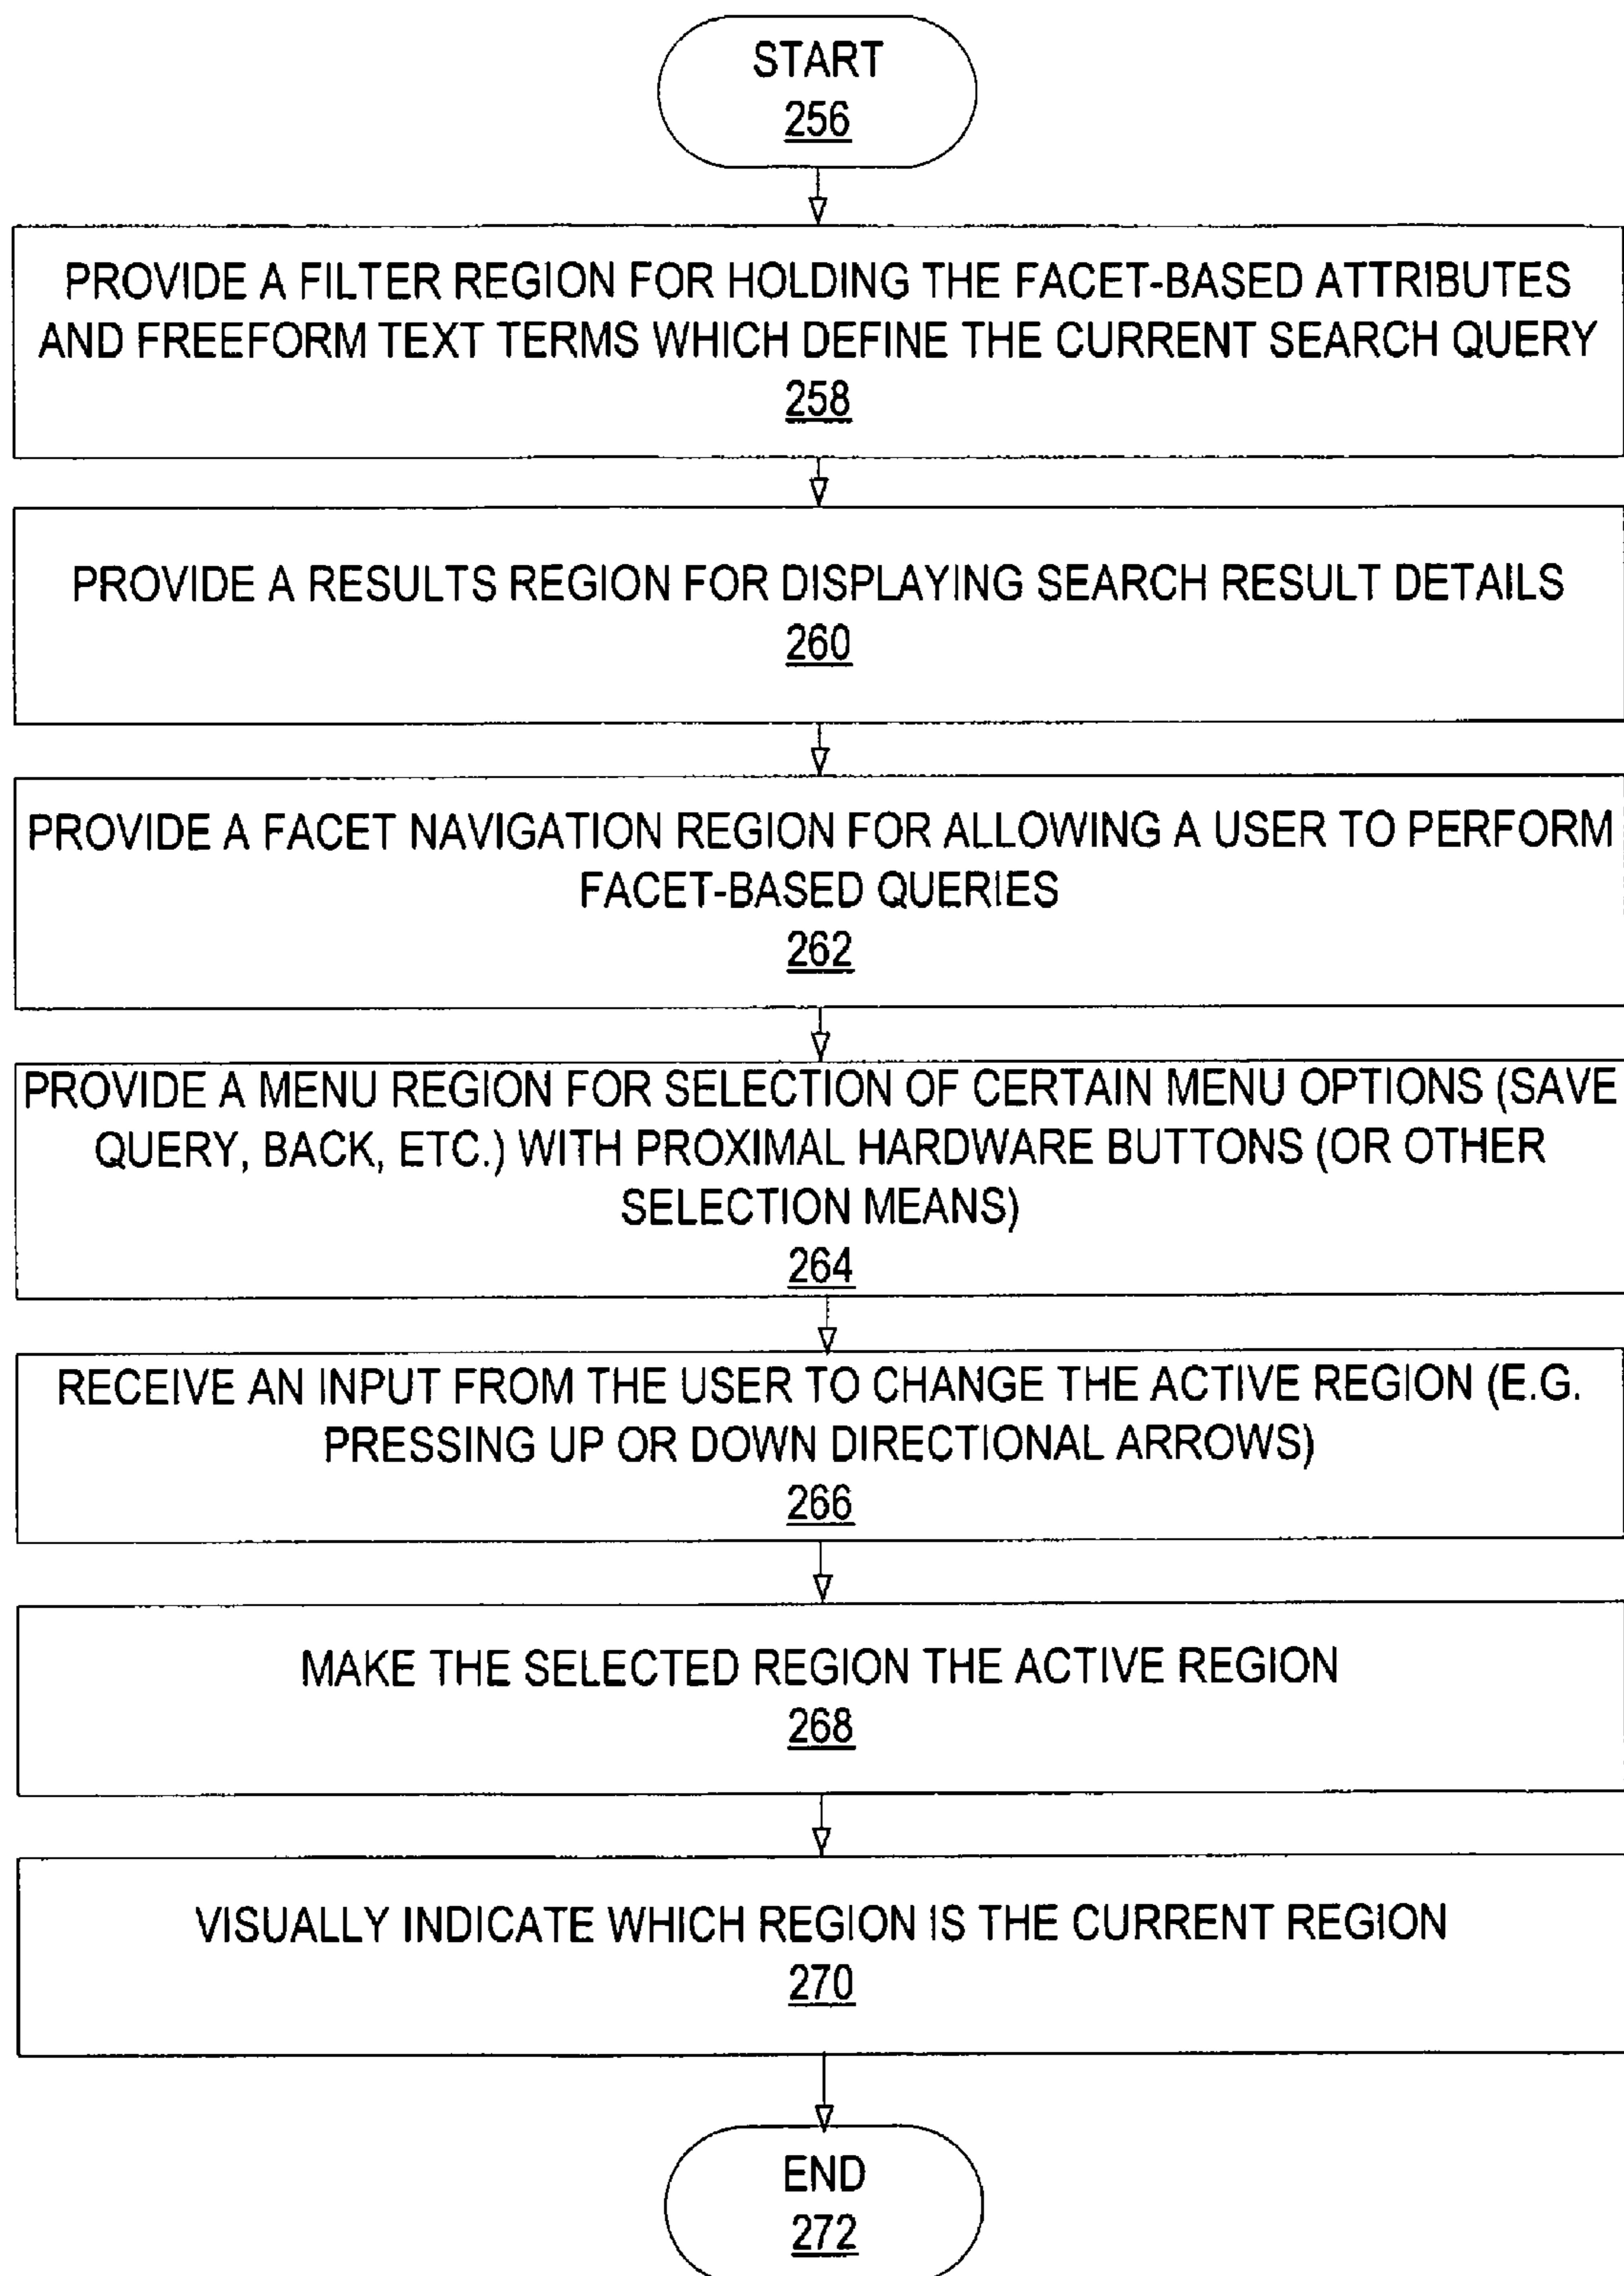 START
256
PROVIDE A FILTER REGION FOR HOLDING THE FACET-BASED ATTRIBUTES
AND FREEFORM TEXT TERMS WHICH DEFINE THE CURRENT SEARCH QUERY
258
PROVIDE A RESULTS REGION FOR DISPLAYING SEARCH RESULT DETAILS
260
PROVIDE A FACET NAVIGATION REGION FOR ALLOWING A USER TO PERFORM
FACET-BASED QUERIES
262
PROVIDE A MENU REGION FOR SELECTION OF CERTAIN MENU OPTIONS (SAVE
QUERY, BACK, ETC.) WITH PROXIMAL HARDWARE BUTTONS (OR OTHER
SELECTION MEANS)
264
RECEIVE AN INPUT FROM THE USER TO CHANGE THE ACTIVE REGION (E.G.
PRESSING UP OR DOWN DIRECTIONAL ARROWS)
266
MAKE THE SELECTED REGION THE ACTIVE REGION
268
VISUALLY INDICATE WHICH REGION IS THE CURRENT REGION
270
END
272